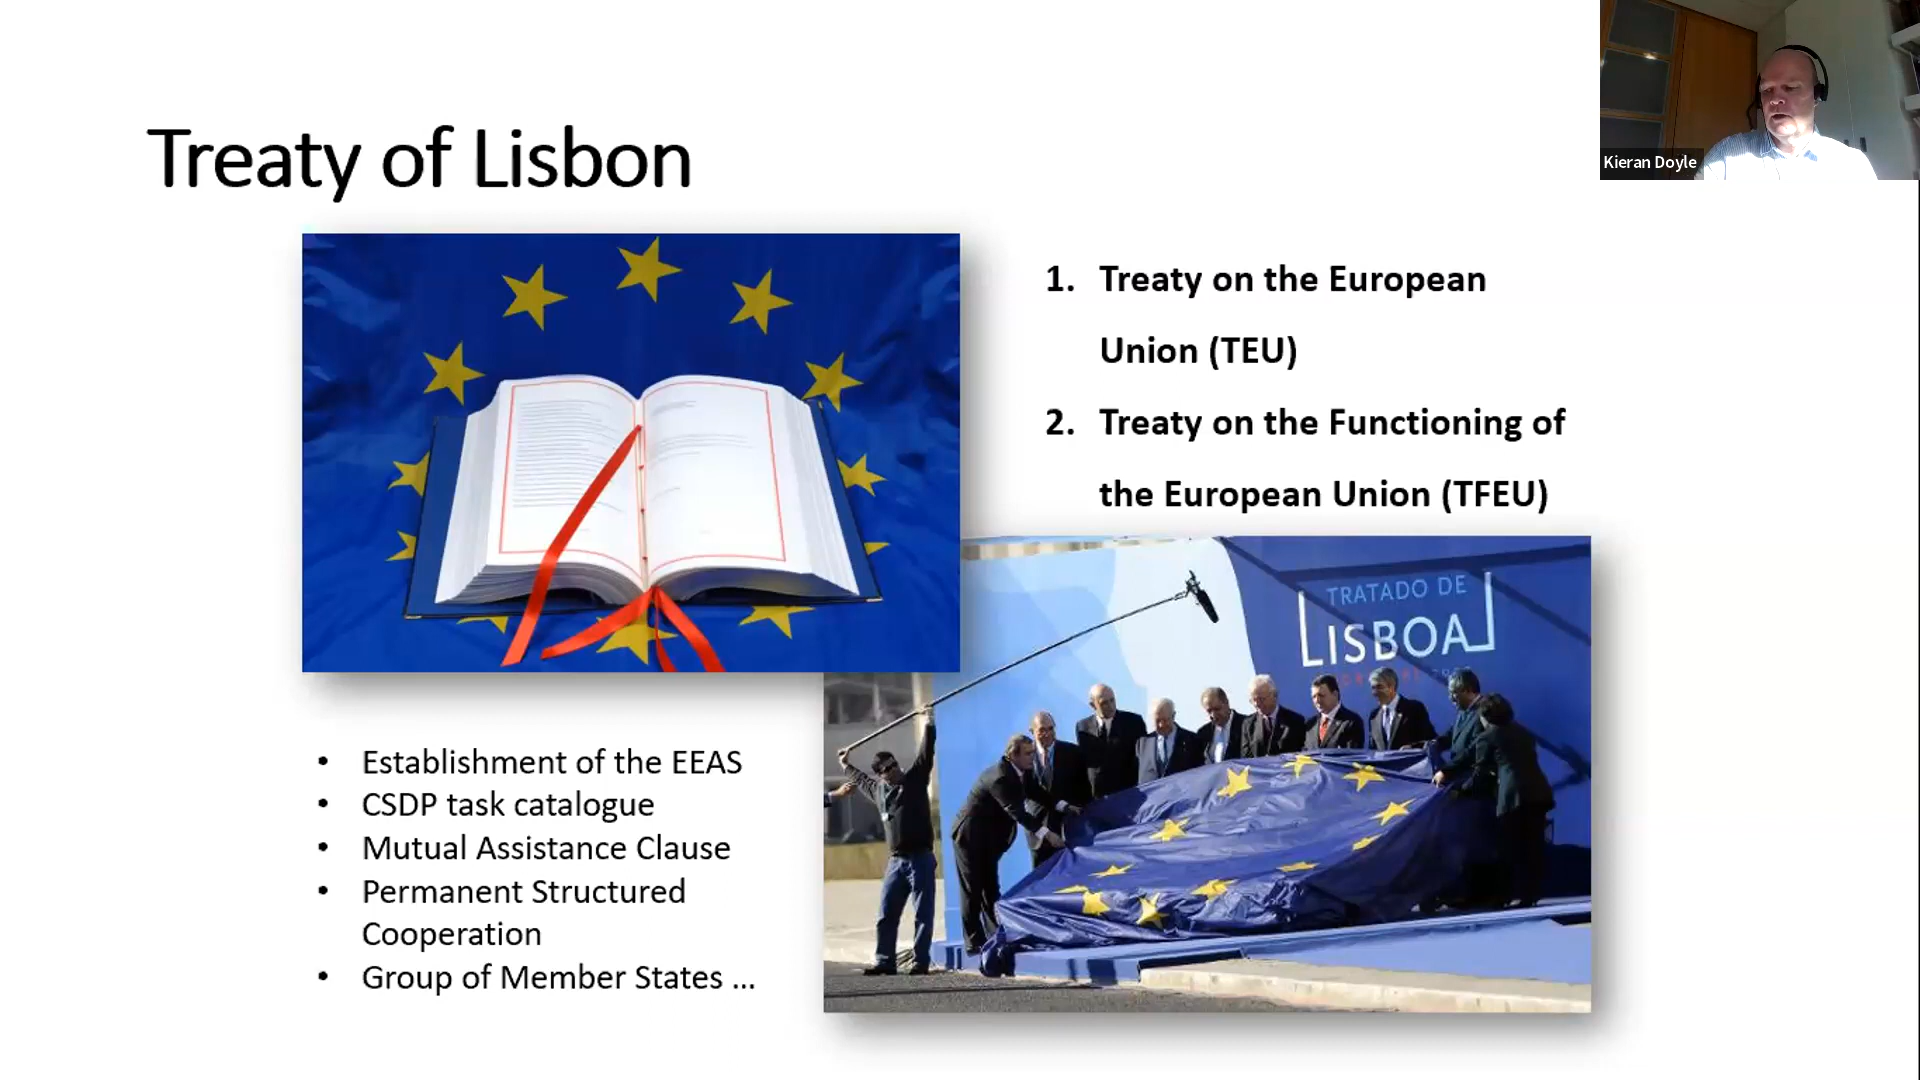 Kieran Doyle
Treaty of Lisbon
1. Treaty on the European
Union (TEU)
2. Treaty on the Functioning of
the European Union (TFEU)
TRATADO DE
LISBOA
• Establishment of the EEAS
• CSDP task catalogue
• Mutual Assistance Clause
• Permanent Structured
Cooperation
• Group of Member States ...